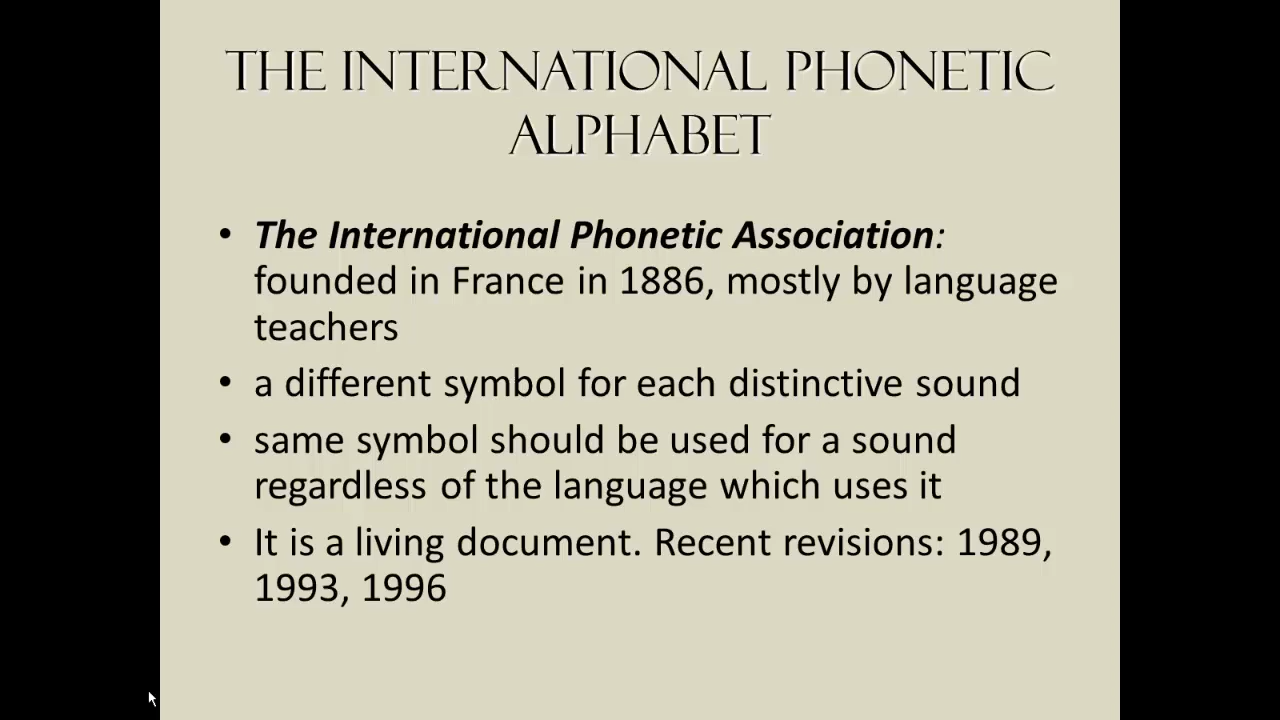 THE INTERNATIONAL PHONETIC
ALPHABET
• The International Phonetic Association:
founded in France in 1886, mostly by language
teachers
• a different symbol for each distinctive sound
• same symbol should be used for a sound
regardless of the language which uses it
• It is a living document. Recent revisions: 1989,
1993, 1996